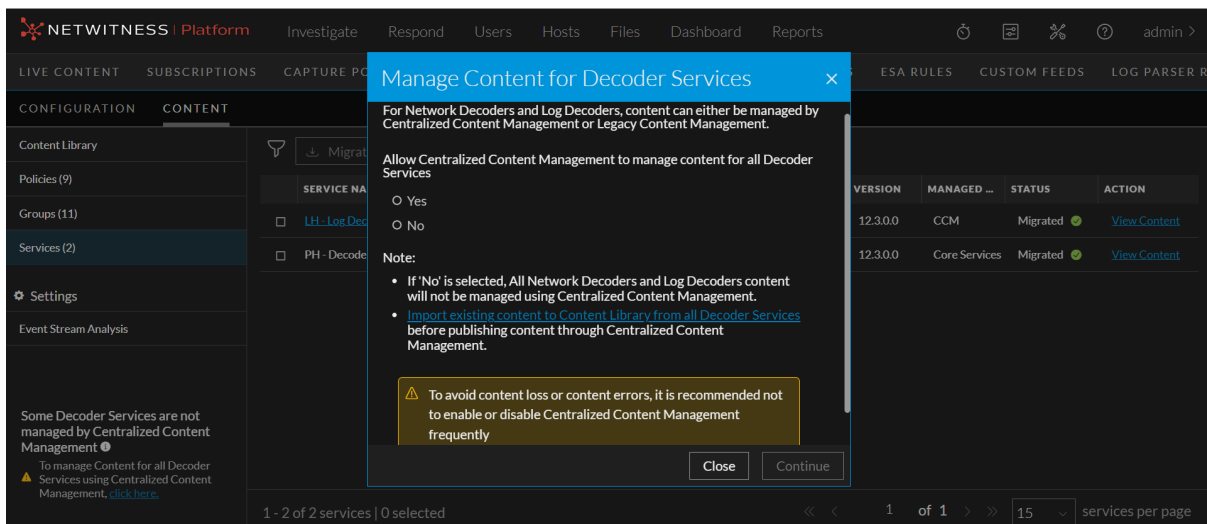 NETWITNESS | Platform
Investigate Respond Users Hosts Files Dashboard Reports admin >
LIVE CONTENT SUBSCRIPTIONS CAPTURE PO ESA RULES CUSTOM FEEDS LOG PARSER R
Manage Content for Decoder Services ×
CONFIGURATION CONTENT
For Network Decoders and Log Decoders, content can either be managed by
Centralized Content Management or Legacy Content Management.
Allow Centralized Content Management to manage content for all Decoder
Services
Yes
No
Note:
• If 'No' is selected, All Network Decoders and Log Decoders content
will not be managed using Centralized Content Management.
• Import existing content to Content Library from all Decoder Services
before publishing content through Centralized Content
Management.
To avoid content loss or content errors, it is recommended not
to enable or disable Centralized Content Management
frequently
Close Continue
Content Library
Policies (9)
Groups (11)
Services (2)
Settings
Event Stream Analysis
Some Decoder Services are not
managed by Centralized Content
Management
To manage Content for all Decoder
Services using Centralized Content
Management, click here.
Migrat
SERVICE NA VERSION MANAGED ... STATUS ACTION
LH - Log Dec 12.3.0.0 CCM Migrated View Content
PH - Decode 12.3.0.0 Core Services Migrated View Content
1 - 2 of 2 services | 0 selected << < 1 of 1 > >> 15 services per page